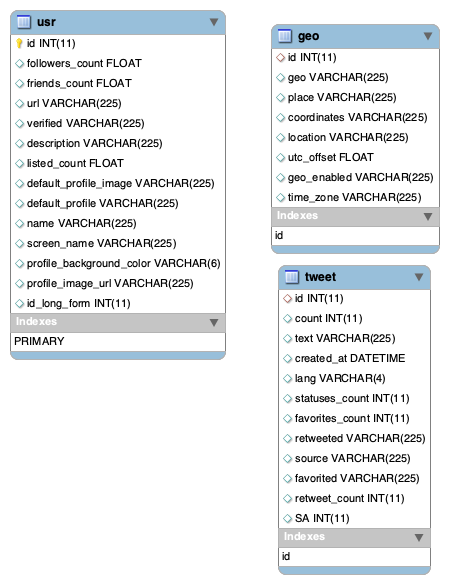 usr
id INT(11)
followers_count FLOAT
friends_count FLOAT
url VARCHAR(225)
verified VARCHAR(225)
description VARCHAR(225)
listed_count FLOAT
default_profile_image VARCHAR(225)
default_profile VARCHAR(225)
name VARCHAR(225)
screen_name VARCHAR(225)
profile_background_color VARCHAR(6)
profile_image_url VARCHAR(225)
id_long_form INT(11)
Indexes
PRIMARY
geo
id INT(11)
geo VARCHAR(225)
place VARCHAR(225)
coordinates VARCHAR(225)
location VARCHAR(225)
utc_offset FLOAT
geo_enabled VARCHAR(225)
time_zone VARCHAR(225)
Indexes
id
tweet
id INT(11)
count INT(11)
text VARCHAR(225)
created_at DATETIME
lang VARCHAR(4)
statuses_count INT(11)
favorites_count INT(11)
retweeted VARCHAR(225)
source VARCHAR(225)
favorited VARCHAR(225)
retweet_count INT(11)
SA INT(11)
Indexes
id